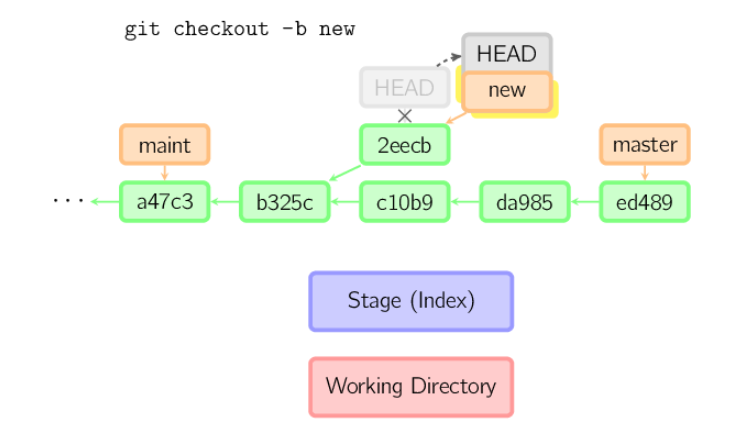 git checkout -b new
HEAD
HEAD
new
maint
2eecb
master
...
a47c3
b325c
c10b9
da985
ed489
Stage (Index)
Working Directory